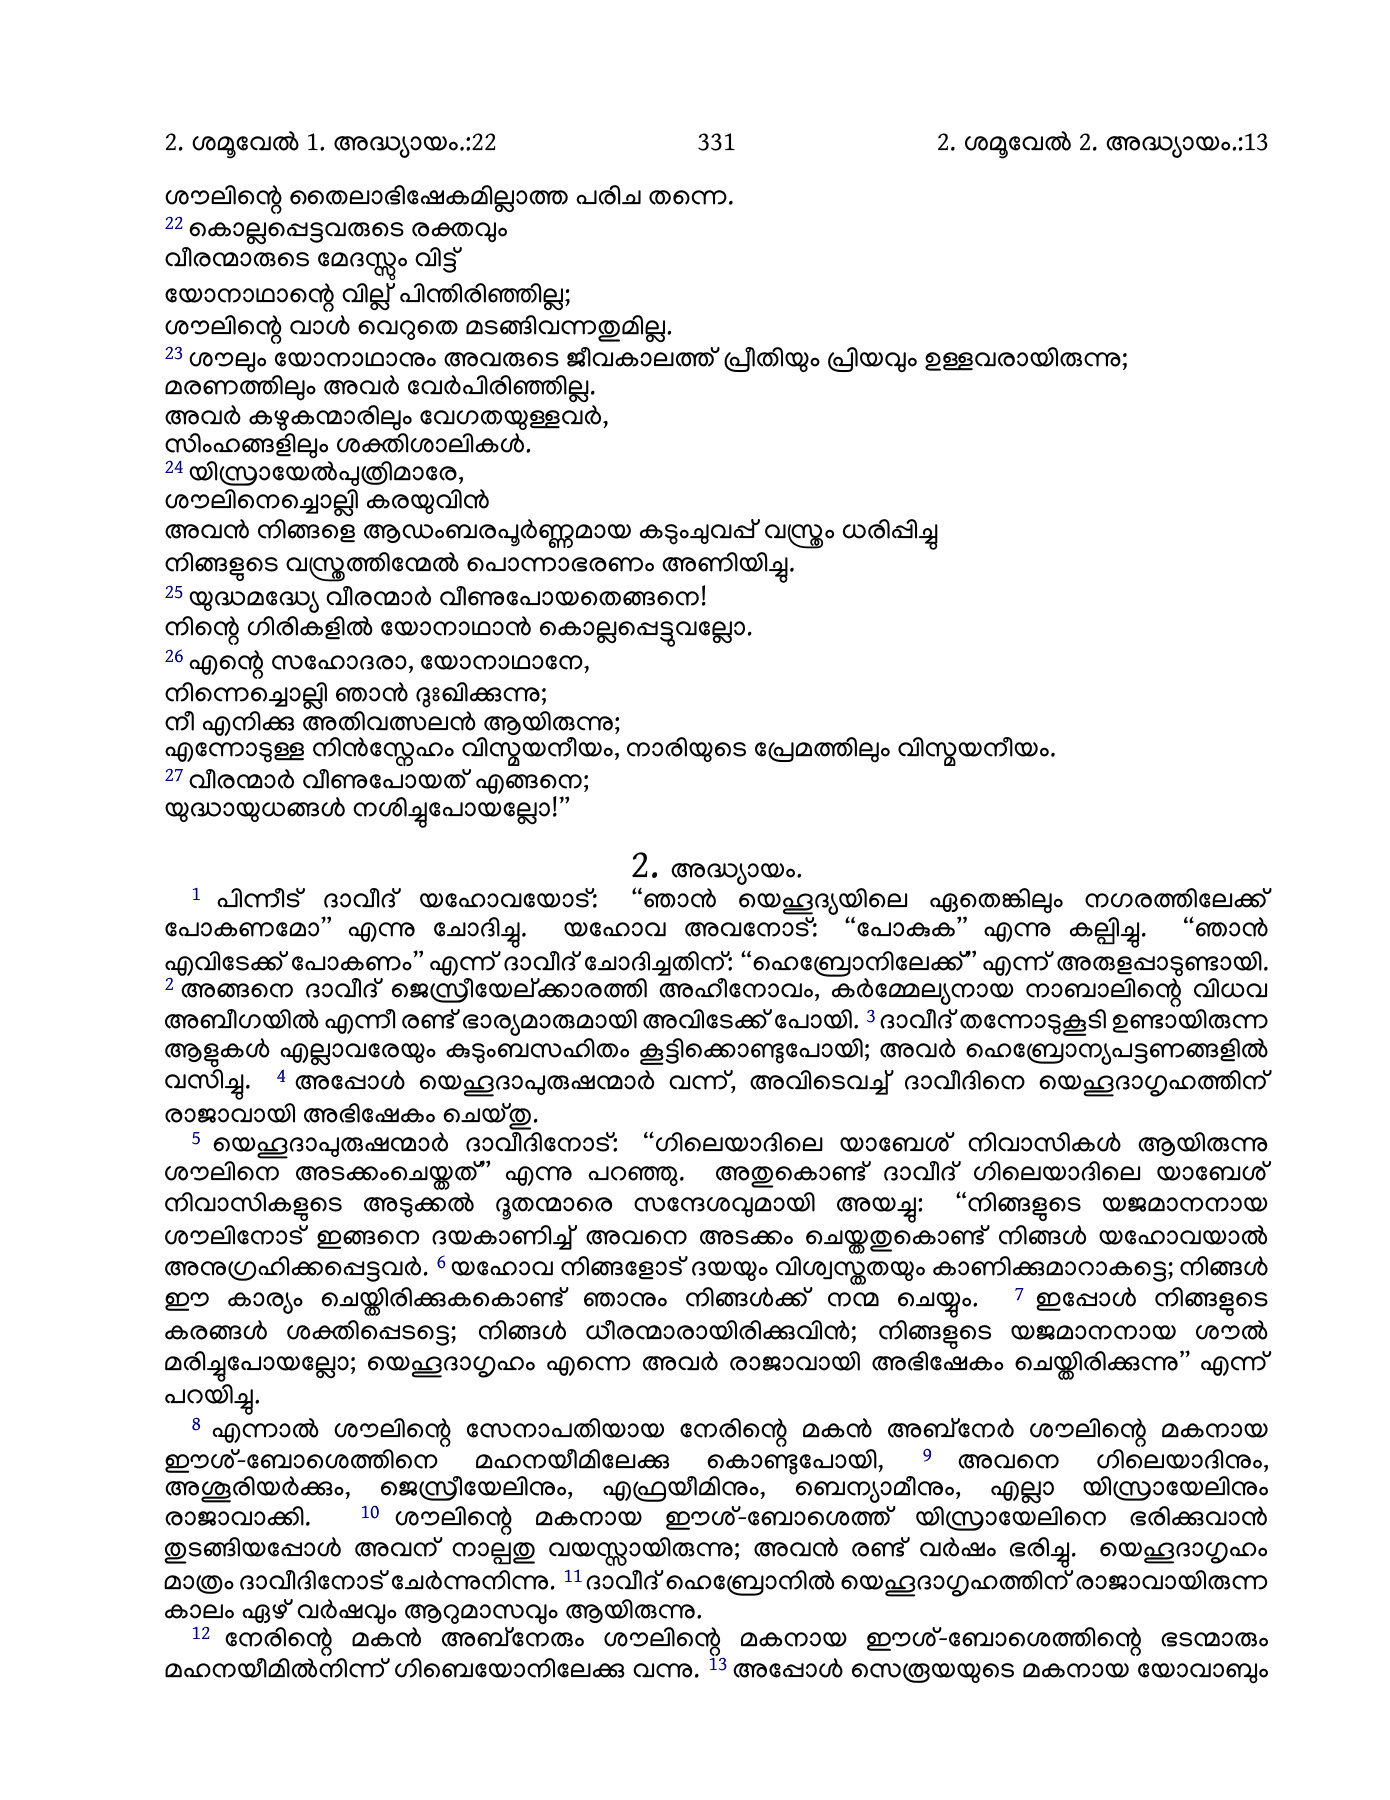 2. ശമൂവേൽ 1. അദ്ധ്യായം.:22 331 2. ശമൂവേൽ 2. അദ്ധ്യായം.:13
ശൗലിന്റെ തൈലാഭിഷേകമില്ലാത്ത പരിച തന്നെ.
22 കൊല്ലപ്പെട്ടവരുടെ രക്തവും
വീരന്മാരുടെ മേദസ്സും വിട്ട്
യോനാഥാന്റെ വില്ല് പിന്തിരിഞ്ഞില്ല;
ശൗലിന്റെ വാൾ വെറുതെ മടങ്ങിവന്നതുമില്ല.
23 ശൗലും യോനാഥാനും അവരുടെ ജീവകാലത്ത് പ്രീതിയും പ്രിയവും ഉള്ളവരായിരുന്നു;
മരണത്തിലും അവർ വേർപിരിഞ്ഞില്ല.
അവർ കഴുകന്മാരിലും വേഗതയുള്ളവർ,
സിംഹങ്ങളിലും ശക്തിശാലികൾ.
24 യിസ്രായേൽപുത്രിമാരേ,
ശൗലിനെച്ചൊല്ലി കരയുവിൻ
അവൻ നിങ്ങളെ ആഡംബരപൂർണ്ണമായ കടുംചുവപ്പ് വസ്ത്രം ധരിപ്പിച്ചു
നിങ്ങളുടെ വസ്ത്രത്തിന്മേൽ പൊന്നാഭരണം അണിയിച്ചു.
25 യുദ്ധമദ്ധ്യേ വീരന്മാർ വീണുപോയതെങ്ങനെ!
നിന്റെ ഗിരികളിൽ യോനാഥാൻ കൊല്ലപ്പെട്ടുവല്ലോ.
26 എന്റെ സഹോദരാ, യോനാഥാനേ,
നിന്നെച്ചൊല്ലി ഞാൻ ദുഃഖിക്കുന്നു;
നീ എനിക്കു അതിവത്സലൻ ആയിരുന്നു;
എന്നോടുള്ള നിൻസ്നേഹം വിസ്മയനീയം, നാരിയുടെ പ്രേമത്തിലും വിസ്മയനീയം.
27 വീരന്മാർ വീണുപോയത് എങ്ങനെ;
യുദ്ധായുധങ്ങൾ നശിച്ചുപോയല്ലോ!”
2. അദ്ധ്യായം.
1 പിന്നീട് ദാവീദ് യഹോവയോട്: “ഞാൻ യെഹൂദ്യയിലെ ഏതെങ്കിലും നഗരത്തിലേക്ക്
പോകണമോ” എന്നു ചോദിച്ചു. യഹോവ അവനോട്: “പോകുക” എന്നു കല്പിച്ചു. “ഞാൻ
എവിടേക്ക് പോകണം” എന്ന് ദാവീദ് ചോദിച്ചതിന്: “ഹെബ്രോനിലേക്ക്” എന്ന് അരുളപ്പാടുണ്ടായി.
2 അങ്ങനെ ദാവീദ് ജെസ്രീയേല്ക്കാരത്തി അഹീനോവം, കർമ്മേല്യനായ നാബാലിന്റെ വിധവ
അബീഗയിൽ എന്നീ രണ്ട് ഭാര്യമാരുമായി അവിടേക്ക് പോയി. 3 ദാവീദ് തന്നോടുകൂടി ഉണ്ടായിരുന്ന
ആളുകൾ എല്ലാവരേയും കുടുംബസഹിതം കൂട്ടിക്കൊണ്ടുപോയി; അവർ ഹെബ്രോന്യപട്ടണങ്ങളിൽ
വസിച്ചു. 4 അപ്പോൾ യെഹൂദാപുരുഷന്മാർ വന്ന്, അവിടെവച്ച് ദാവീദിനെ യെഹൂദാഗൃഹത്തിന്
രാജാവായി അഭിഷേകം ചെയ്തു.
5 യെഹൂദാപുരുഷന്മാർ ദാവീദിനോട്: “ഗിലെയാദിലെ യാബേശ് നിവാസികൾ ആയിരുന്നു
ശൗലിനെ അടക്കംചെയ്തത്” എന്നു പറഞ്ഞു. അതുകൊണ്ട് ദാവീദ് ഗിലെയാദിലെ യാബേശ്
നിവാസികളുടെ അടുക്കൽ ദൂതന്മാരെ സന്ദേശവുമായി അയച്ചു: “നിങ്ങളുടെ യജമാനനായ
ശൗലിനോട് ഇങ്ങനെ ദയകാണിച്ച് അവനെ അടക്കം ചെയ്തതുകൊണ്ട് നിങ്ങൾ യഹോവയാൽ
അനുഗ്രഹിക്കപ്പെട്ടവർ. 6 യഹോവ നിങ്ങളോട് ദയയും വിശ്വസ്തതയും കാണിക്കുമാറാകട്ടെ; നിങ്ങൾ
ഈ കാര്യം ചെയ്തിരിക്കുകകൊണ്ട് ഞാനും നിങ്ങൾക്ക് നന്മ ചെയ്യും. 7 ഇപ്പോൾ നിങ്ങളുടെ
കരങ്ങൾ ശക്തിപ്പെടട്ടെ; നിങ്ങൾ ധീരന്മാരായിരിക്കുവിൻ; നിങ്ങളുടെ യജമാനനായ ശൗൽ
മരിച്ചുപോയല്ലോ; യെഹൂദാഗൃഹം എന്നെ അവർ രാജാവായി അഭിഷേകം ചെയ്തിരിക്കുന്നു” എന്ന്
പറയിച്ചു.
8 എന്നാൽ ശൗലിന്റെ സേനാപതിയായ നേരിന്റെ മകൻ അബ്നേർ ശൗലിന്റെ മകനായ
ഈശ്-ബോശെത്തിനെ മഹനയീമിലേക്കു കൊണ്ടുപോയി, 9 അവനെ ഗിലെയാദിനും,
അശൂരിയർക്കും, ജെസ്രീയേലിനും, എഫ്രയീമിനും, ബെന്യാമീനും, എല്ലാ യിസ്രായേലിനും
രാജാവാക്കി. 10 ശൗലിന്റെ മകനായ ഈശ്-ബോശെത്ത് യിസ്രായേലിനെ ഭരിക്കുവാൻ
തുടങ്ങിയപ്പോൾ അവന് നാല്പതു വയസ്സായിരുന്നു; അവൻ രണ്ട് വർഷം ഭരിച്ചു. യെഹൂദാഗൃഹം
മാത്രം ദാവീദിനോട് ചേർന്നുനിന്നു. 11 ദാവീദ് ഹെബ്രോനിൽ യെഹൂദാഗൃഹത്തിന് രാജാവായിരുന്ന
കാലം ഏഴ് വർഷവും ആറുമാസവും ആയിരുന്നു.
12 നേരിന്റെ മകൻ അബ്നേരും ശൗലിന്റെ മകനായ ഈശ്-ബോശെത്തിന്റെ ഭടന്മാരും
മഹനയീമിൽനിന്ന് ഗിബെയോനിലേക്കു വന്നു. 13 അപ്പോൾ സെരൂയയുടെ മകനായ യോവാബും